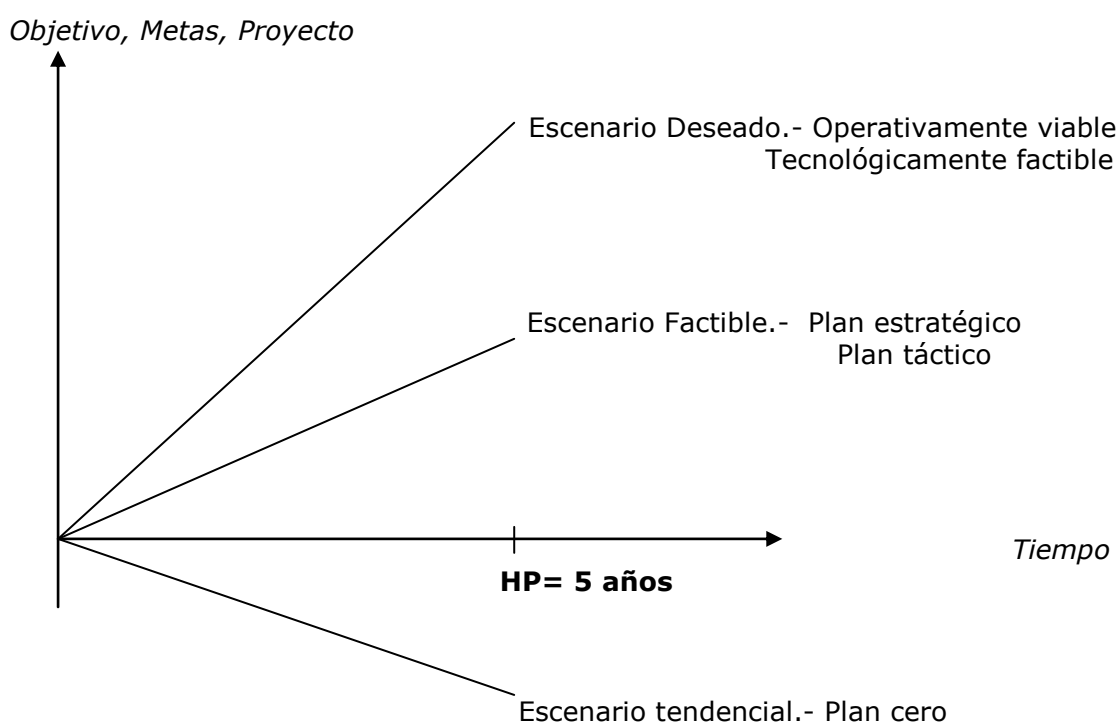 Objetivo, Metas, Proyecto
Escenario Deseado.- Operativamente viable
Tecnológicamente factible
Escenario Factible.- Plan estratégico
Plan táctico
Tiempo
HP= 5 años
Escenario tendencial.- Plan cero